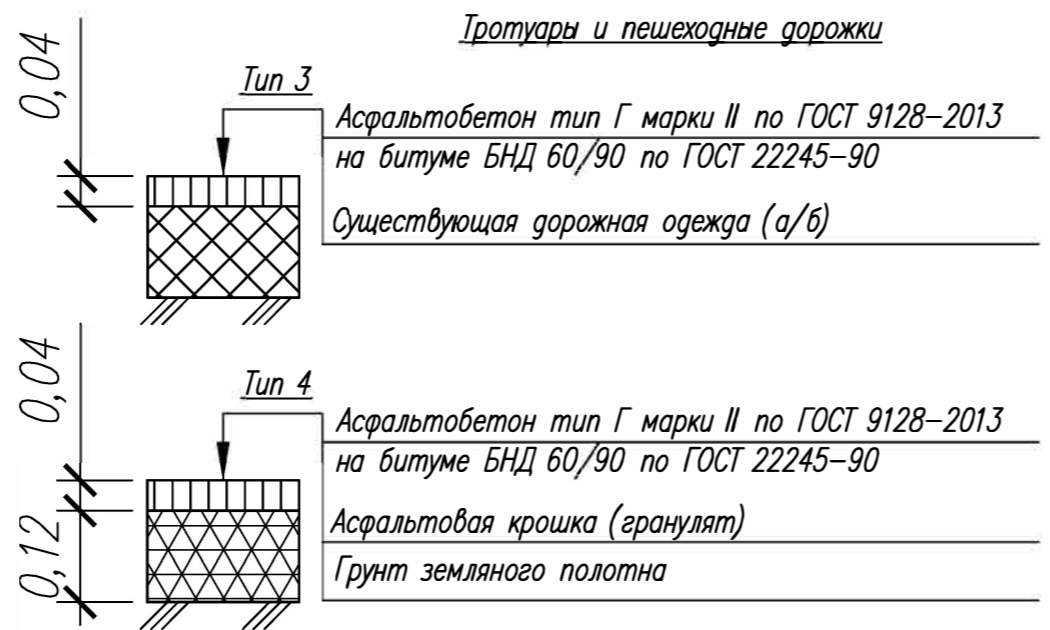 Тротуары и пешеходные дорожки
0,04
Тип 3
Асфальтобетон тип Г марки II по ГОСТ 9128-2013
на битуме БНД 60/90 по ГОСТ 22245-90
Существующая дорожная одежда (а/б)
0,04
Тип 4
Асфальтобетон тип Г марки II по ГОСТ 9128-2013
на битуме БНД 60/90 по ГОСТ 22245-90
0,12
Асфальтовая крошка (гранулят)
Грунт земляного полотна